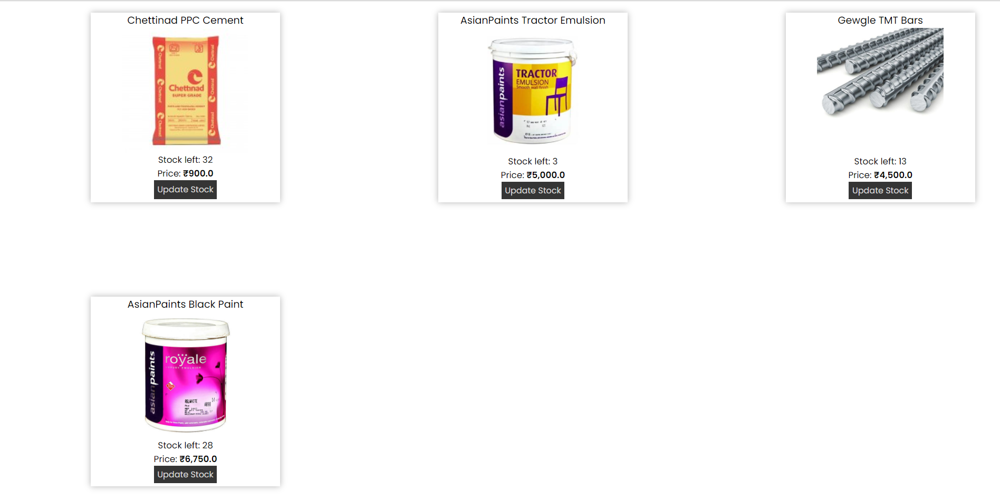 Chettinad PPC Cement
Chettinad
SUPER GRADE
Stock left: 32
Price: ₹900.0
Update Stock
AsianPaints Tractor Emulsion
asianpaints
TRACTOR
EMULSION
Smooth wall finish
Stock left: 3
Price: ₹5,000.0
Update Stock
Gewgle TMT Bars
Stock left: 13
Price: ₹4,500.0
Update Stock
AsianPaints Black Paint
asianpaints
royale
LUXURY EMULSION
Stock left: 28
Price: ₹6,750.0
Update Stock